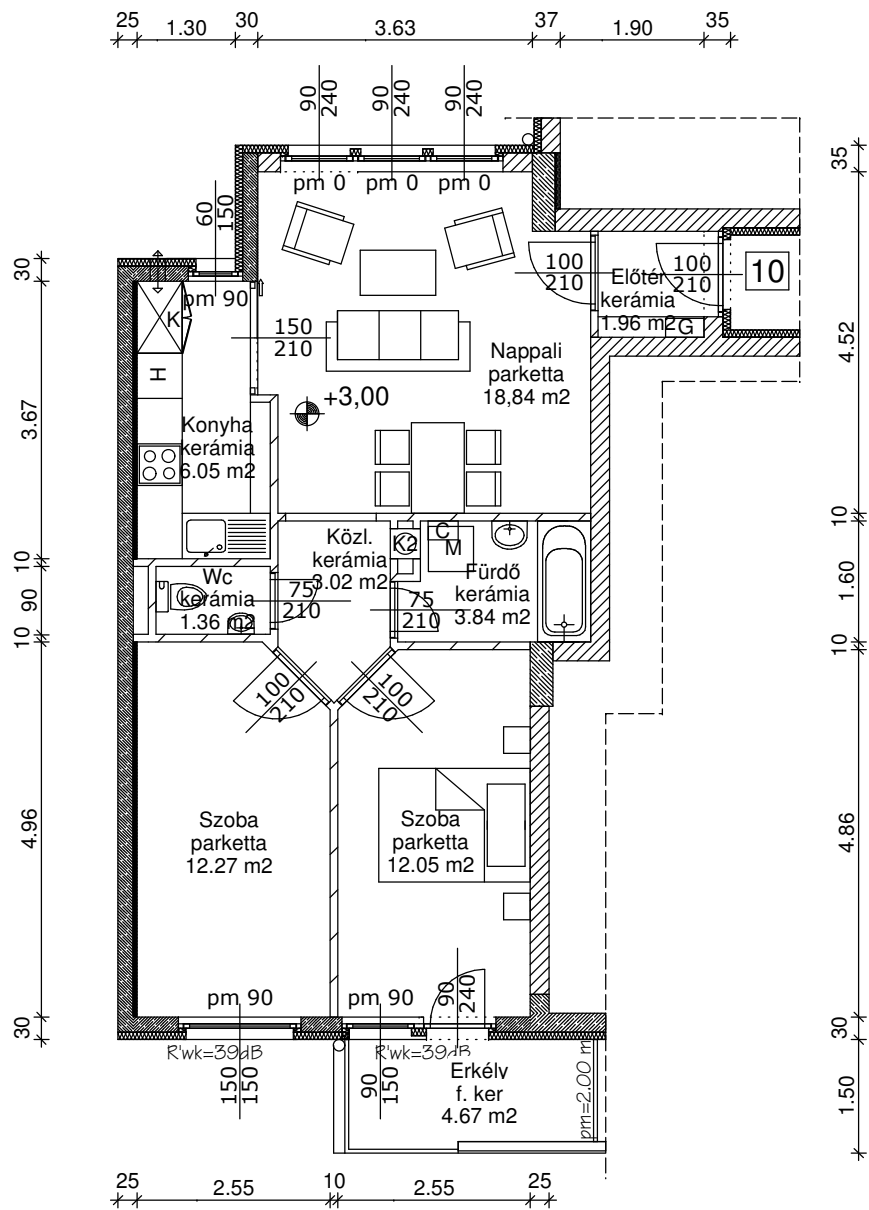 25
1.30
30
3.63
37
1.90
35
90
240
90
240
90
240
35
pm 0
pm 0
pm 0
60
150
30
pm 90
K
100
210
Előtér
kerámia
1.96 m2
100
210
10
G
150
210
Nappali
parketta
18,84 m2
4.52
H
+3,00
3.67
Konyha
kerámia
6.05 m2
10
Közl.
kerámia
3.02 m2
K2
C
M
Fürdő
kerámia
3.84 m2
1.60
10
90
10
Wc
kerámia
1.36 m2
75
210
75
210
10
100
210
100
210
4.96
Szoba
parketta
12.27 m2
Szoba
parketta
12.05 m2
4.86
pm 90
pm 90
90
240
30
30
R'wk=39dB
R'wk=39dB
150
150
90
150
Erkély
f. ker
4.67 m2
pm=2.00 m
1.50
25
2.55
10
2.55
25